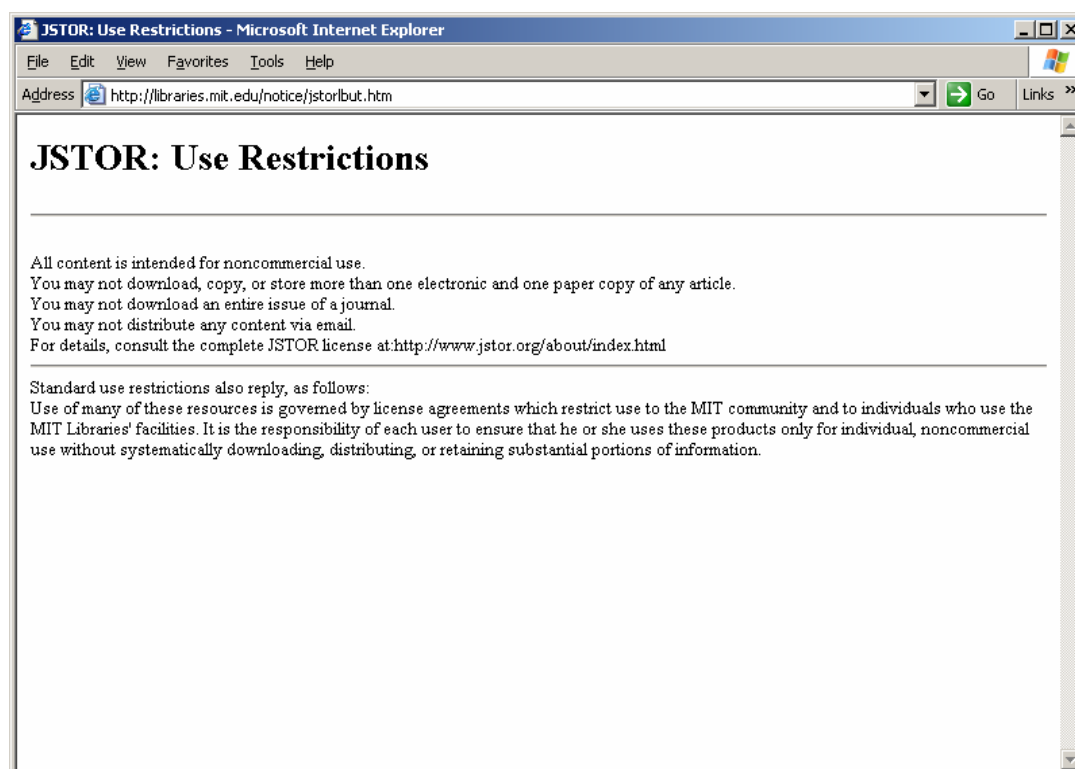 JSTOR: Use Restrictions - Microsoft Internet Explorer
File Edit View Favorites Tools Help
Address http://libraries.mit.edu/notice/jstorlbut.htm Go Links »
JSTOR: Use Restrictions
All content is intended for noncommercial use.
You may not download, copy, or store more than one electronic and one paper copy of any article.
You may not download an entire issue of a journal.
You may not distribute any content via email.
For details, consult the complete JSTOR license at:http://www.jstor.org/about/index.html
Standard use restrictions also reply, as follows:
Use of many of these resources is governed by license agreements which restrict use to the MIT community and to individuals who use the
MIT Libraries' facilities. It is the responsibility of each user to ensure that he or she uses these products only for individual, noncommercial
use without systematically downloading, distributing, or retaining substantial portions of information.